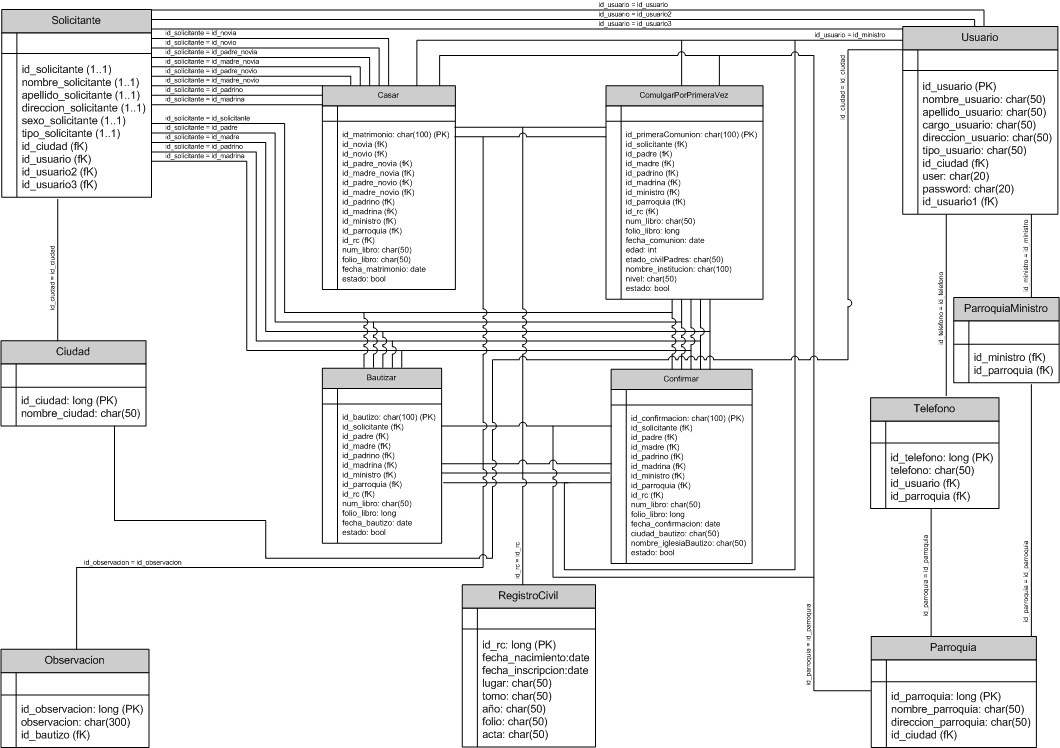 id_usuario = id_usuario
id_usuario = id_usuario2
id_usuario = id_usuario3
id_usuario = id_ministro
Solicitante
id_solicitante (1..1)
nombre_solicitante (1..1)
apellido_solicitante (1..1)
direccion_solicitante (1..1)
sexo_solicitante (1..1)
tipo_solicitante (1..1)
id_ciudad (fK)
id_usuario (fK)
id_usuario2 (fK)
id_usuario3 (fK)
id_solicitante = id_novia
id_solicitante = id_novio
id_solicitante = id_padre_novia
id_solicitante = id_madre_novia
id_solicitante = id_padre_novio
id_solicitante = id_madre_novio
id_solicitante = id_padrino
id_solicitante = id_madrina
id_solicitante = id_solicitante
id_solicitante = id_padre
id_solicitante = id_madre
id_solicitante = id_padrino
id_solicitante = id_madrina
Casar
id_matrimonio: char(100) (PK)
id_novia (fK)
id_novio (fK)
id_padre_novia (fK)
id_madre_novia (fK)
id_padre_novio (fK)
id_madre_novio (fK)
id_padrino (fK)
id_madrina (fK)
id_ministro (fK)
id_parroquia (fK)
id_rc (fK)
num_libro: char(50)
folio_libro: char(50)
fecha_matrimonio: date
estado: bool
ComulgarPorPrimeraVez
id_primeraComunion: char(100) (PK)
id_solicitante (fK)
id_padre (fK)
id_madre (fK)
id_padrino (fK)
id_madrina (fK)
id_ministro (fK)
id_parroquia (fK)
id_rc (fK)
num_libro: char(50)
folio_libro: long
fecha_comunion: date
edad: int
etado_civilPadres: char(50)
nombre_institucion: char(100)
nivel: char(50)
estado: bool
id_ciudad = id_ciudad
Usuario
id_usuario (PK)
nombre_usuario: char(50)
apellido_usuario: char(50)
cargo_usuario: char(50)
direccion_usuario: char(50)
tipo_usuario: char(50)
id_ciudad (fK)
user: char(20)
password: char(20)
id_usuario1 (fK)
id_ciudad = id_ciudad
id_telefono = id_telefono
id_ministro = id_ministro
ParroquiaMinistro
id_ministro (fK)
id_parroquia (fK)
Ciudad
id_ciudad: long (PK)
nombre_ciudad: char(50)
Bautizar
id_bautizo: char(100) (PK)
id_solicitante (fK)
id_padre (fK)
id_madre (fK)
id_padrino (fK)
id_madrina (fK)
id_ministro (fK)
id_parroquia (fK)
id_rc (fK)
num_libro: char(50)
folio_libro: long
fecha_bautizo: date
estado: bool
Confirmar
id_confirmacion: char(100) (PK)
id_solicitante (fK)
id_padre (fK)
id_madre (fK)
id_padrino (fK)
id_madrina (fK)
id_ministro (fK)
id_parroquia (fK)
id_rc (fK)
num_libro: char(50)
folio_libro: long
fecha_confirmacion: date
ciudad_bautizo: char(50)
nombre_iglesiaBautizo: char(50)
estado: bool
Telefono
id_telefono: long (PK)
telefono: char(50)
id_usuario (fK)
id_parroquia (fK)
id_observacion = id_observacion
id_rc = id_rc
id_parroquia = id_parroquia
id_parroquia = id_parroquia
id_parroquia = id_parroquia
Observacion
id_observacion: long (PK)
observacion: char(300)
id_bautizo (fK)
RegistroCivil
id_rc: long (PK)
fecha_nacimiento:date
fecha_inscripcion:date
lugar: char(50)
tomo: char(50)
año: char(50)
folio: char(50)
acta: char(50)
Parroquia
id_parroquia: long (PK)
nombre_parroquia: char(50)
direccion_parroquia: char(50)
id_ciudad (fK)